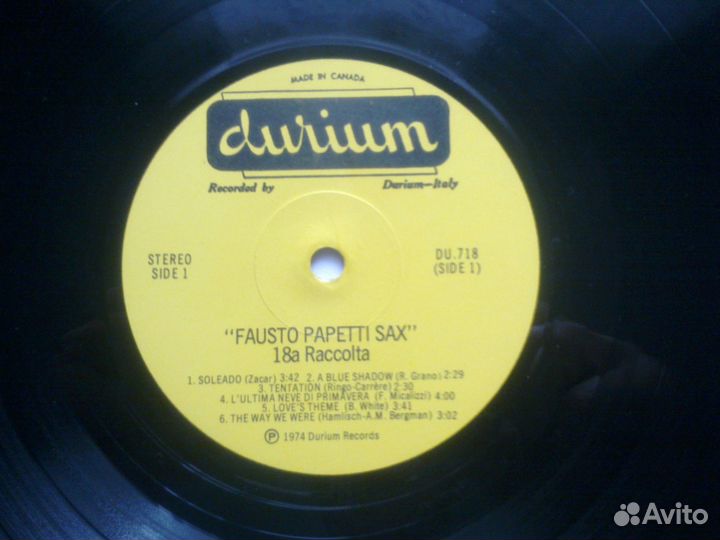 MADE IN CANADA
durium
Recorded by Durium—Italy
STEREO
SIDE 1
DU.718
(SIDE 1)
"FAUSTO PAPETTI SAX"
18a Raccolta
1. SOLEADO (Zacar) 3:42 2. A BLUE SHADOW (R. Grano) 2:29
3. TENTATION (Ringo-Carrère) 2:30
4. L'ULTIMA NEVE DI PRIMAVERA (F. Micalizzi) 4:00
5. LOVE'S THEME (B. White) 3:41
6. THE WAY WE WERE (Hamlisch-A.M. Bergman) 3:02
Ⓟ 1974 Durium Records
Avito